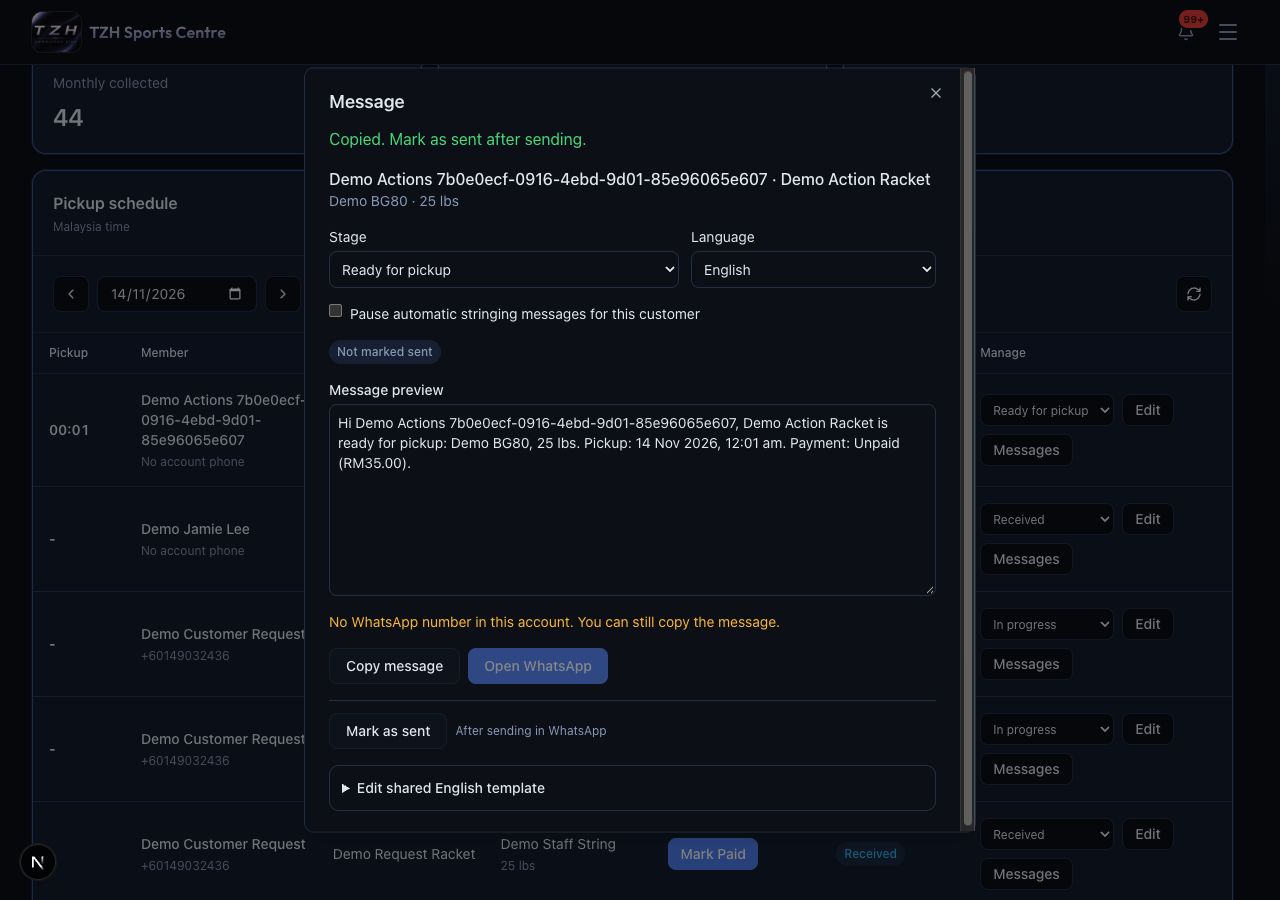 TZH
TZH Sports Centre
99+
Monthly collected
44
Pickup schedule
Malaysia time
14/11/2026
Pickup
Member
Manage
00:01
Demo Actions 7b0e0ecf-
0916-4ebd-9d01-
85e96065e607
No account phone
Ready for pickup
Edit
Messages
-
Demo Jamie Lee
No account phone
Received
Edit
Messages
-
Demo Customer Request
+60149032436
In progress
Edit
Messages
-
Demo Customer Request
+60149032436
In progress
Edit
Messages
Demo Customer Request
+60149032436
Demo Request Racket
Demo Staff String
25 lbs
Mark Paid
Received
Received
Edit
Messages
N
Message
Copied. Mark as sent after sending.
Demo Actions 7b0e0ecf-0916-4ebd-9d01-85e96065e607 · Demo Action Racket
Demo BG80 · 25 lbs
Stage
Language
Ready for pickup
English
Pause automatic stringing messages for this customer
Not marked sent
Message preview
Hi Demo Actions 7b0e0ecf-0916-4ebd-9d01-85e96065e607, Demo Action Racket is
ready for pickup: Demo BG80, 25 lbs. Pickup: 14 Nov 2026, 12:01 am. Payment: Unpaid
(RM35.00).
No WhatsApp number in this account. You can still copy the message.
Copy message
Open WhatsApp
Mark as sent
After sending in WhatsApp
Edit shared English template